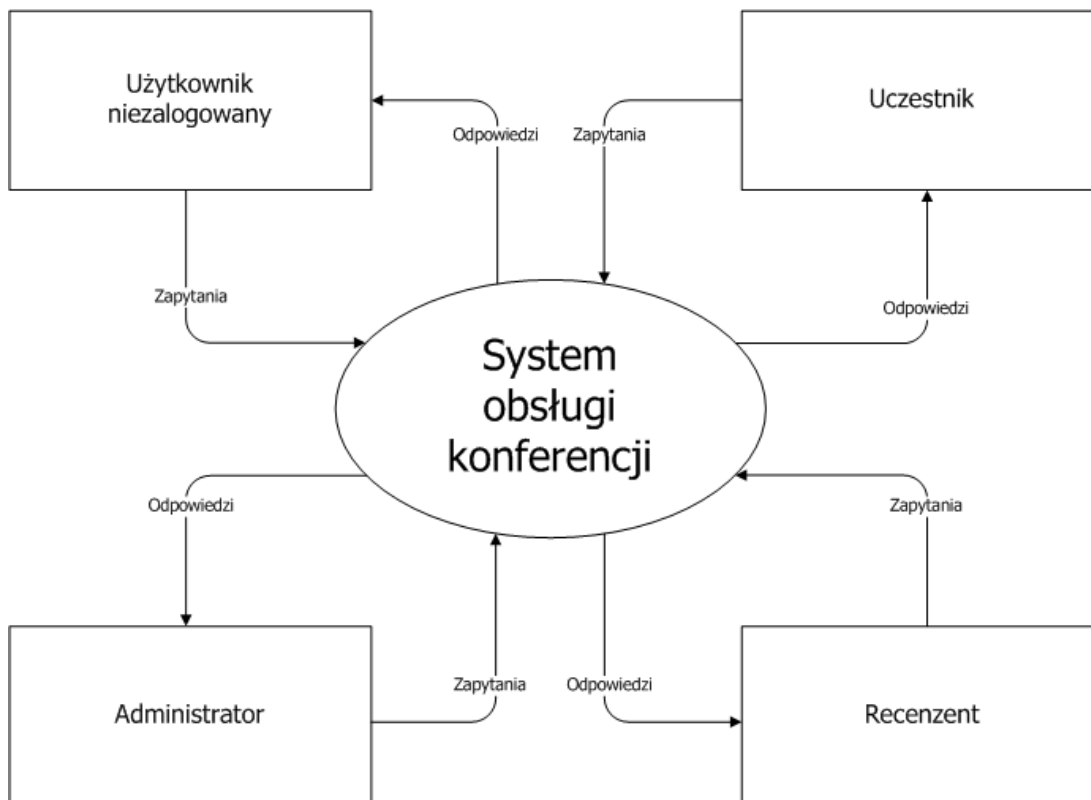 Użytkownik
niezalogowany
Uczestnik
Odpowiedzi
Zapytania
Zapytania
Odpowiedzi
System
obsługi
konferencji
Odpowiedzi
Zapytania
Zapytania
Odpowiedzi
Administrator
Recenzent